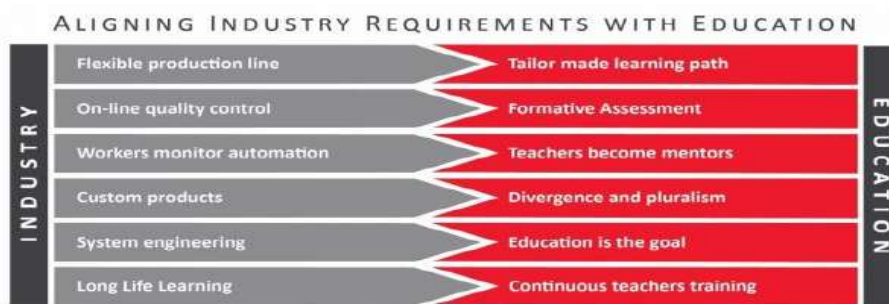 ALIGNING INDUSTRY REQUIREMENTS WITH EDUCATION
INDUSTRY
Flexible production line
Tailor made learning path
On-line quality control
Formative Assessment
Workers monitor automation
Teachers become mentors
Custom products
Divergence and pluralism
System engineering
Education is the goal
Long Life Learning
Continuous teachers training
EDUCATION